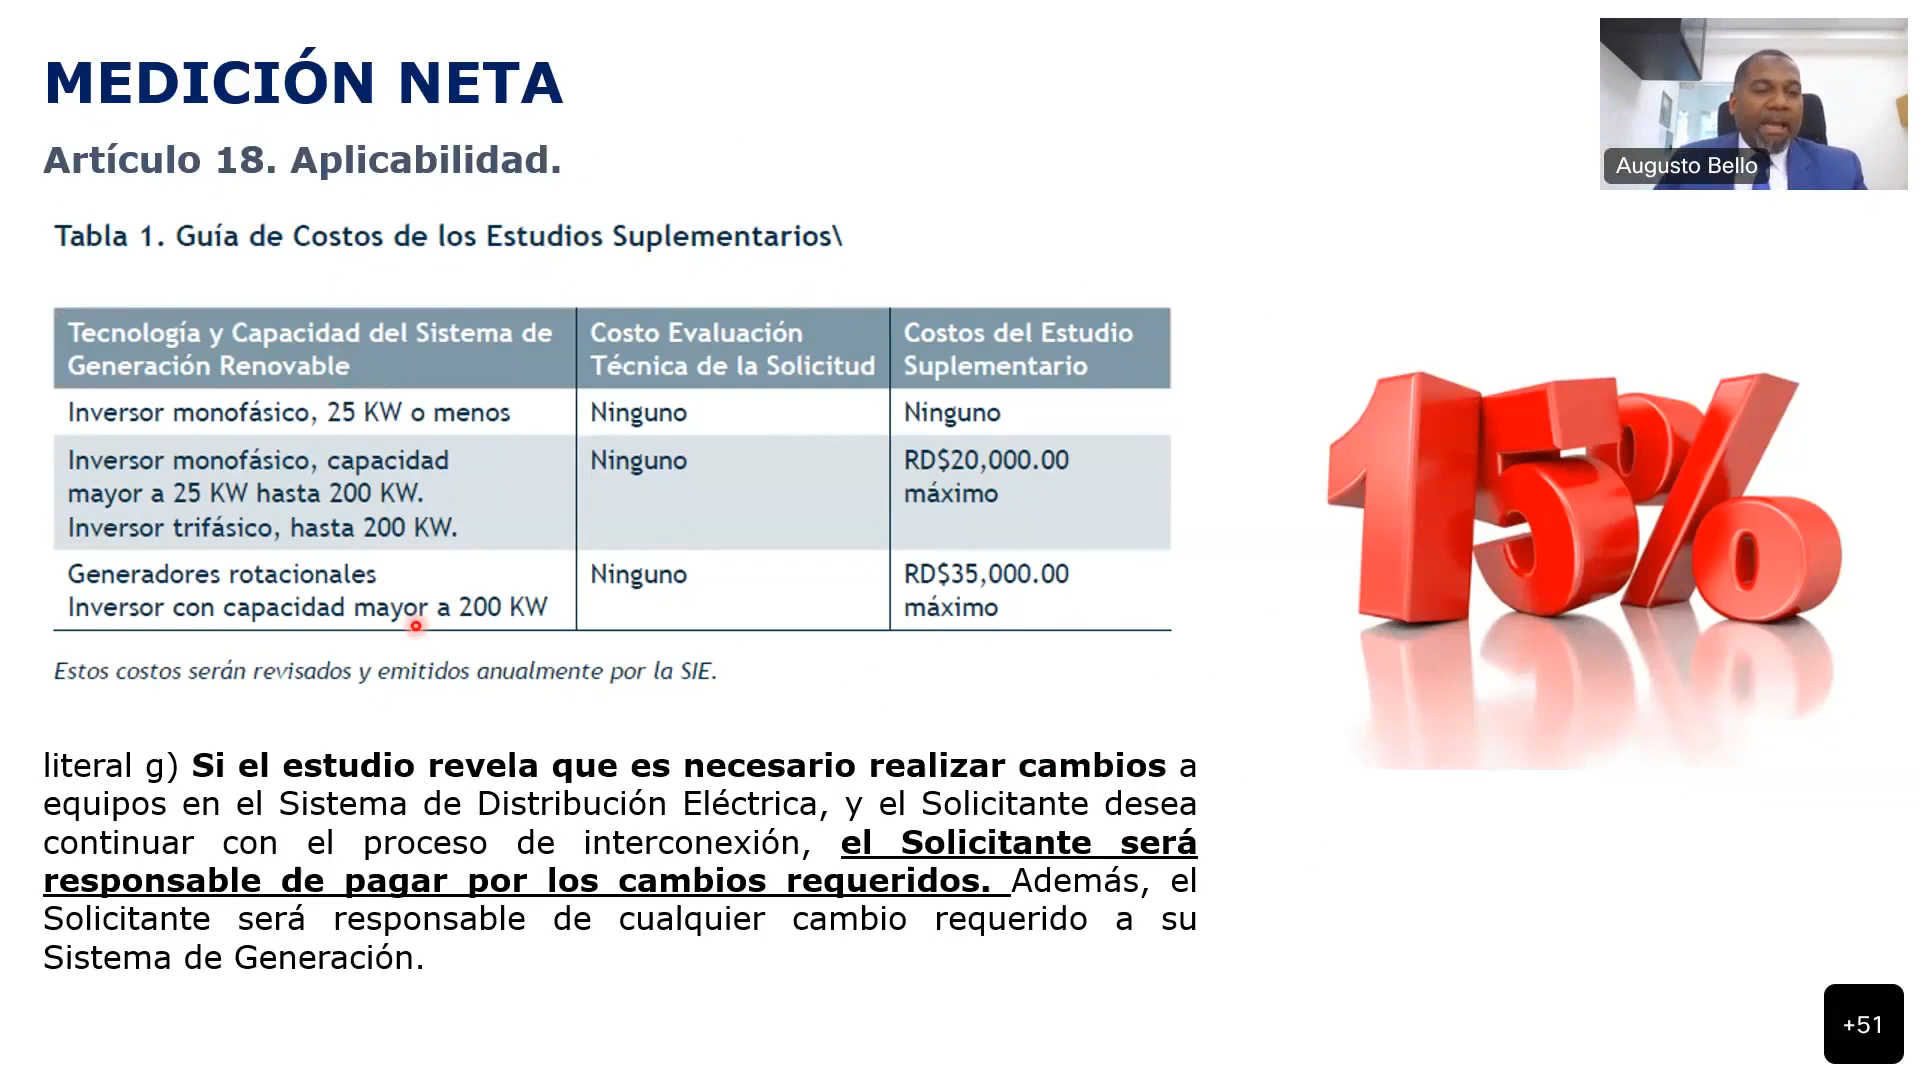 MEDICIÓN NETA
Artículo 18. Aplicabilidad.
Augusto Bello
Tabla 1. Guía de Costos de los Estudios Suplementarios\
Tecnología y Capacidad del Sistema de Generación Renovable
Costo Evaluación Técnica de la Solicitud
Costos del Estudio Suplementario
Inversor monofásico, 25 KW o menos
Ninguno
Ninguno
Inversor monofásico, capacidad
mayor a 25 KW hasta 200 KW.
Inversor trifásico, hasta 200 KW.
Ninguno
RD$20,000.00
máximo
Generadores rotacionales
Inversor con capacidad mayor a 200 KW
Ninguno
RD$35,000.00
máximo
Estos costos serán revisados y emitidos anualmente por la SIE.
15%
literal g) Si el estudio revela que es necesario realizar cambios a
equipos en el Sistema de Distribución Eléctrica, y el Solicitante desea
continuar con el proceso de interconexión, el Solicitante será
responsable de pagar por los cambios requeridos. Además, el
Solicitante será responsable de cualquier cambio requerido a su
Sistema de Generación.
+51